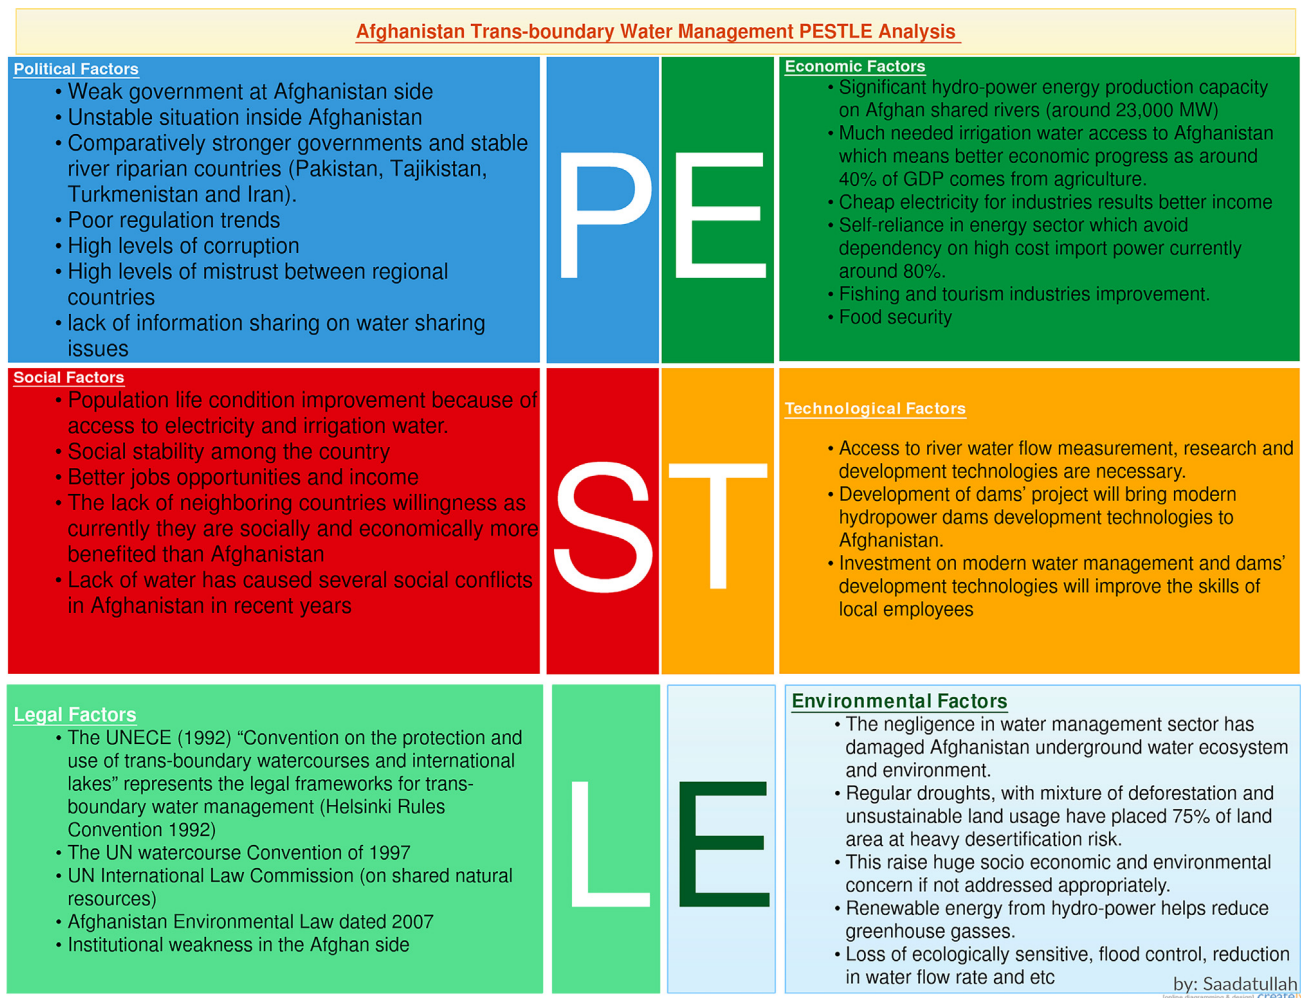 Afghanistan Trans-boundary Water Management PESTLE Analysis
Political Factors
• Weak government at Afghanistan side
• Unstable situation inside Afghanistan
• Comparatively stronger governments and stable
river riparian countries (Pakistan, Tajikistan,
Turkmenistan and Iran).
• Poor regulation trends
• High levels of corruption
• High levels of mistrust between regional
countries
• lack of information sharing on water sharing
issues
P
E
Economic Factors
• Significant hydro-power energy production capacity
on Afghan shared rivers (around 23,000 MW)
• Much needed irrigation water access to Afghanistan
which means better economic progress as around
40% of GDP comes from agriculture.
• Cheap electricity for industries results better income
• Self-reliance in energy sector which avoid
dependency on high cost import power currently
around 80%.
• Fishing and tourism industries improvement.
• Food security
Social Factors
• Population life condition improvement because of
access to electricity and irrigation water.
• Social stability among the country
• Better jobs opportunities and income
• The lack of neighboring countries willingness as
currently they are socially and economically more
benefited than Afghanistan
• Lack of water has caused several social conflicts
in Afghanistan in recent years
S
T
Technological Factors
• Access to river water flow measurement, research and
development technologies are necessary.
• Development of dams’ project will bring modern
hydropower dams development technologies to
Afghanistan.
• Investment on modern water management and dams’
development technologies will improve the skills of
local employees
Legal Factors
• The UNECE (1992) “Convention on the protection and
use of trans-boundary watercourses and international
lakes” represents the legal frameworks for trans-
boundary water management (Helsinki Rules
Convention 1992)
• The UN watercourse Convention of 1997
• UN International Law Commission (on shared natural
resources)
• Afghanistan Environmental Law dated 2007
• Institutional weakness in the Afghan side
L
E
Environmental Factors
• The negligence in water management sector has
damaged Afghanistan underground water ecosystem
and environment.
• Regular droughts, with mixture of deforestation and
unsustainable land usage have placed 75% of land
area at heavy desertification risk.
• This raise huge socio economic and environmental
concern if not addressed appropriately.
• Renewable energy from hydro-power helps reduce
greenhouse gasses.
• Loss of ecologically sensitive, flood control, reduction
in water flow rate and etc
by: Saadatullah